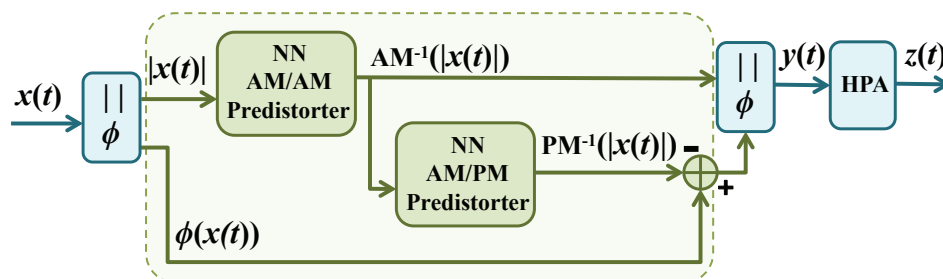 x(t)
| |
ϕ
|x(t)|
NN
AM/AM
Predistorter
AM⁻¹(|x(t)|)
NN
AM/PM
Predistorter
PM⁻¹(|x(t)|)
-
+
ϕ(x(t))
| |
ϕ
y(t)
HPA
z(t)